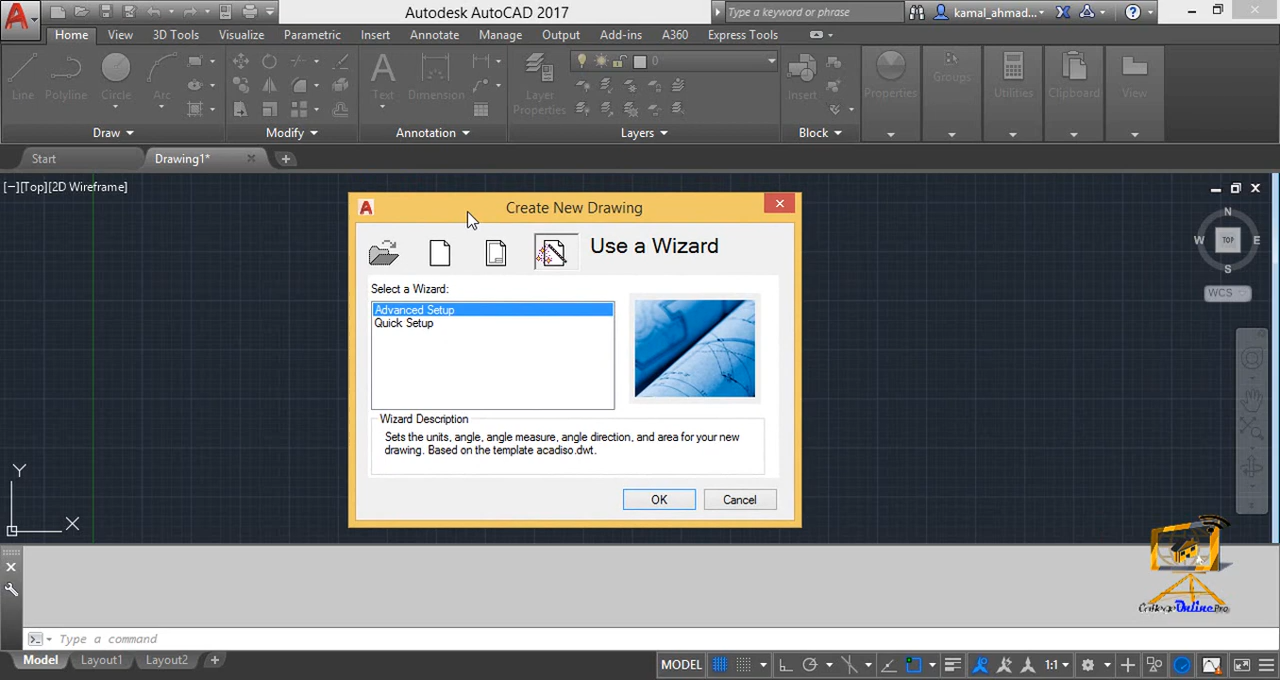 Autodesk AutoCAD 2017
Type a keyword or phrase
kamal_ahmad...
Home View 3D Tools Visualize Parametric Insert Annotate Manage Output Add-ins A360 Express Tools
0
Line Polyline Circle Arc Text Dimension Layer Properties Insert Properties Groups Utilities Clipboard View
Draw Modify Annotation Layers Block
Start Drawing1*
[−][Top][2D Wireframe]
Create New Drawing
Use a Wizard
Select a Wizard:
Advanced Setup
Quick Setup
Wizard Description
Sets the units, angle, angle measure, angle direction, and area for your new
drawing. Based on the template acadiso.dwt.
OK Cancel
N
W TOP E
S
WCS
Y
X
College Online Pro
Type a command
Model Layout1 Layout2
MODEL 1:1